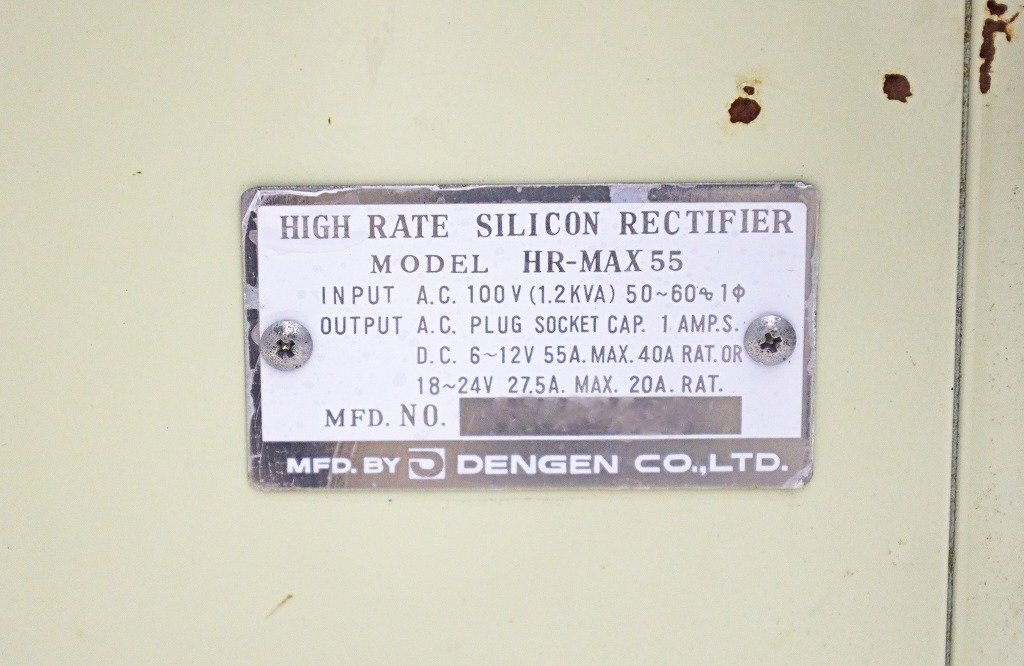 HIGH RATE SILICON RECTIFIER
MODEL HR-MAX 55
INPUT A.C. 100V (1.2KVA) 50~60∿ 1Φ
OUTPUT A.C. PLUG SOCKET CAP. 1 AMP.S.
D.C. 6~12V 55A. MAX. 40A RAT. OR
18~24V 27.5A. MAX. 20A. RAT.
MFD. NO.
MFD. BY DENGEN CO.,LTD.